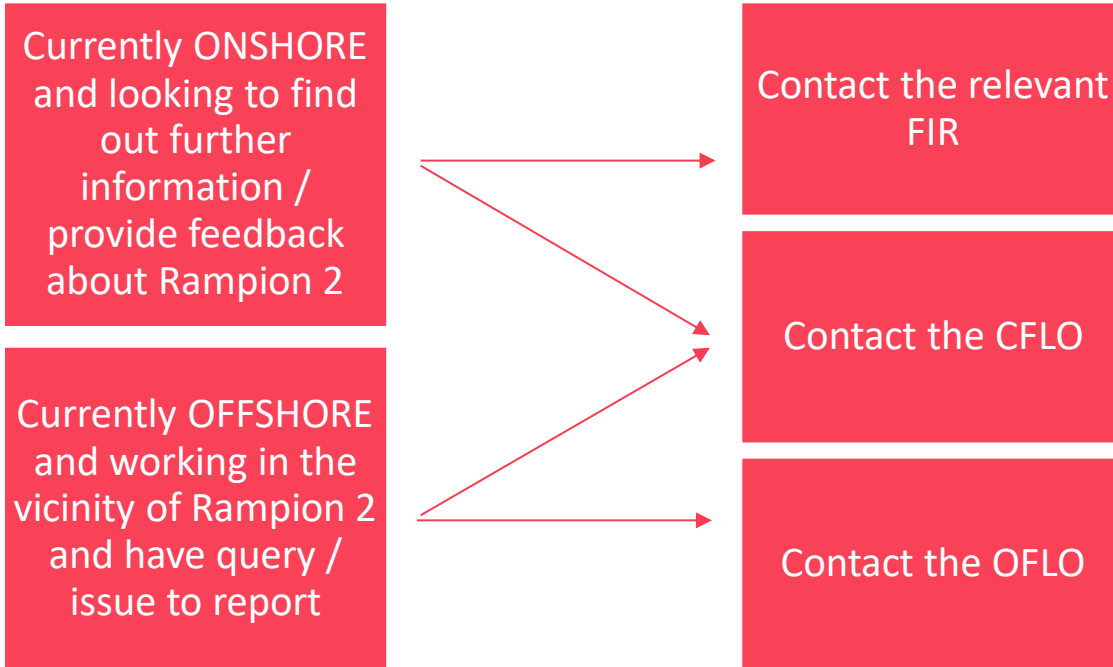 Currently ONSHORE
and looking to find
out further
information /
provide feedback
about Rampion 2
Currently OFFSHORE
and working in the
vicinity of Rampion 2
and have query /
issue to report
Contact the relevant
FIR
Contact the CFLO
Contact the OFLO